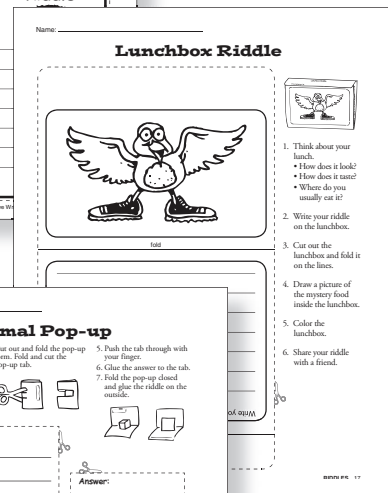 Name:
Lunchbox Riddle
fold
1. Think about your
lunch.
• How does it look?
• How does it taste?
• Where do you
usually eat it?
2. Write your riddle
on the lunchbox.
3. Cut out the
lunchbox and fold it
on the lines.
4. Draw a picture of
the mystery food
inside the lunchbox.
5. Color the
lunchbox.
6. Share your riddle
with a friend.
RIDDLES 17
mal Pop-up
ut out and fold the pop-up
orm. Fold and cut the
op-up tab.
5. Push the tab through with
your finger.
6. Glue the answer to the tab.
7. Fold the pop-up closed
and glue the riddle on the
outside.
Write yo
Answer: